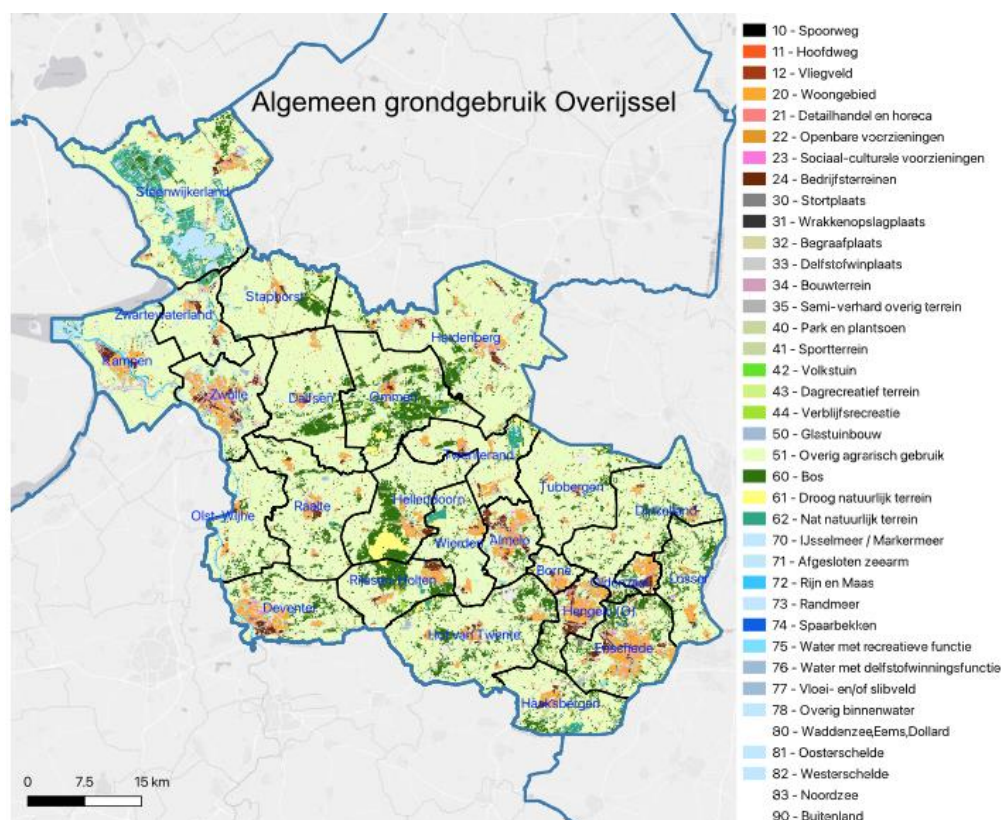 Algemeen grondgebruik Overijssel
Steenwijkerland
Staphorst
Zwartewaterland
Hardenberg
Kampen
Zwolle
Dalfsen
Ommen
Twenterand
Tubbergen
Hellendoorn
Raalte
Olst-Wijhe
Dinkelland
Wierden
Almelo
Borne
Oldenzaal
Losser
Rijssen-Holten
Deventer
Hengelo (O)
Hof van Twente
Enschede
Haaksbergen
0 7.5 15 km
10 - Spoorweg
11 - Hoofdweg
12 - Vliegveld
20 - Woongebied
21 - Detailhandel en horeca
22 - Openbare voorzieningen
23 - Sociaal-culturele voorzieningen
24 - Bedrijfsterreinen
30 - Stortplaats
31 - Wrakkenopslagplaats
32 - Begraafplaats
33 - Delfstofwinplaats
34 - Bouwterrein
35 - Semi-verhard overig terrein
40 - Park en plantsoen
41 - Sportterrein
42 - Volkstuin
43 - Dagrecreatief terrein
44 - Verblijfsrecreatie
50 - Glastuinbouw
51 - Overig agrarisch gebruik
60 - Bos
61 - Droog natuurlijk terrein
62 - Nat natuurlijk terrein
70 - IJsselmeer / Markermeer
71 - Afgesloten zeearm
72 - Rijn en Maas
73 - Randmeer
74 - Spaarbekken
75 - Water met recreatieve functie
76 - Water met delfstofwinningsfunctie
77 - Vloei- en/of slibveld
78 - Overig binnenwater
80 - Waddenzee,Eems,Dollard
81 - Oosterschelde
82 - Westerschelde
83 - Noordzee
90 - Buitenland